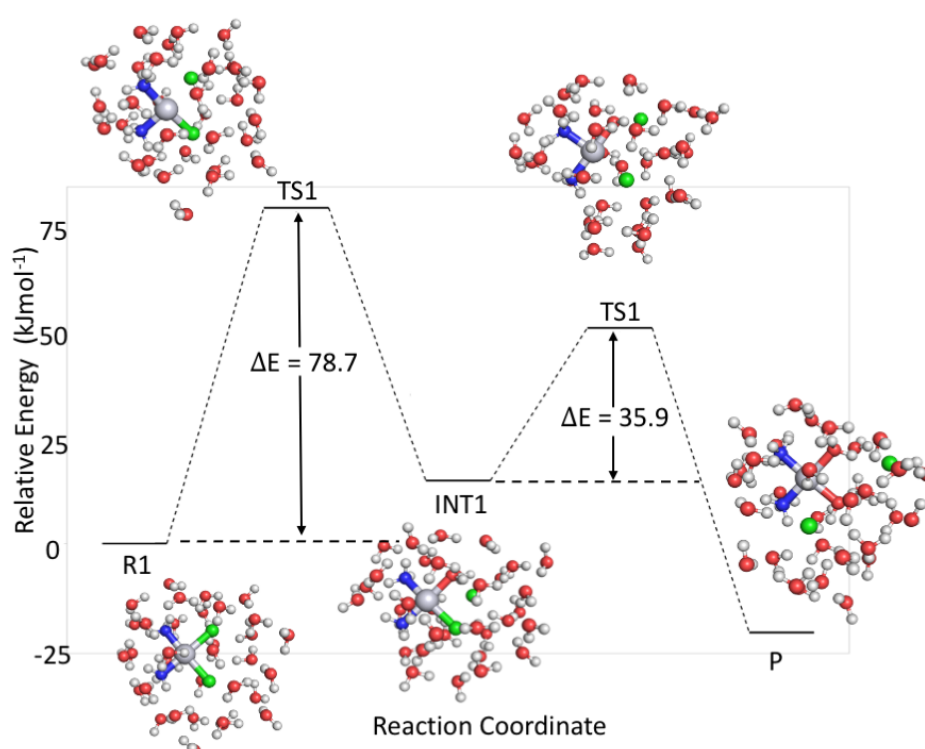 TS1
TS1
75
50
25
0
-25
Relative Energy (kJmol⁻¹)
ΔE = 78.7
ΔE = 35.9
R1
INT1
P
Reaction Coordinate